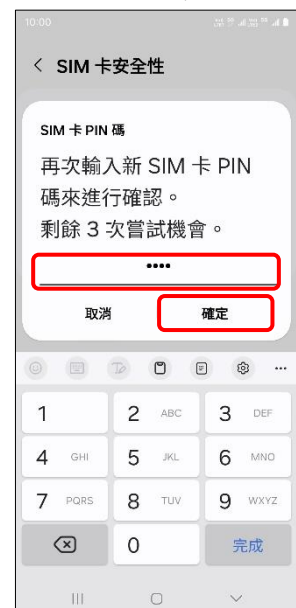 10:00
< SIM 卡安全性
SIM 卡 PIN 碼
再次輸入新 SIM 卡 PIN
碼來進行確認。
剩餘 3 次嘗試機會。
••••
取消 確定
1 2 ABC 3 DEF
4 GHI 5 JKL 6 MNO
7 PQRS 8 TUV 9 WXYZ
0 完成